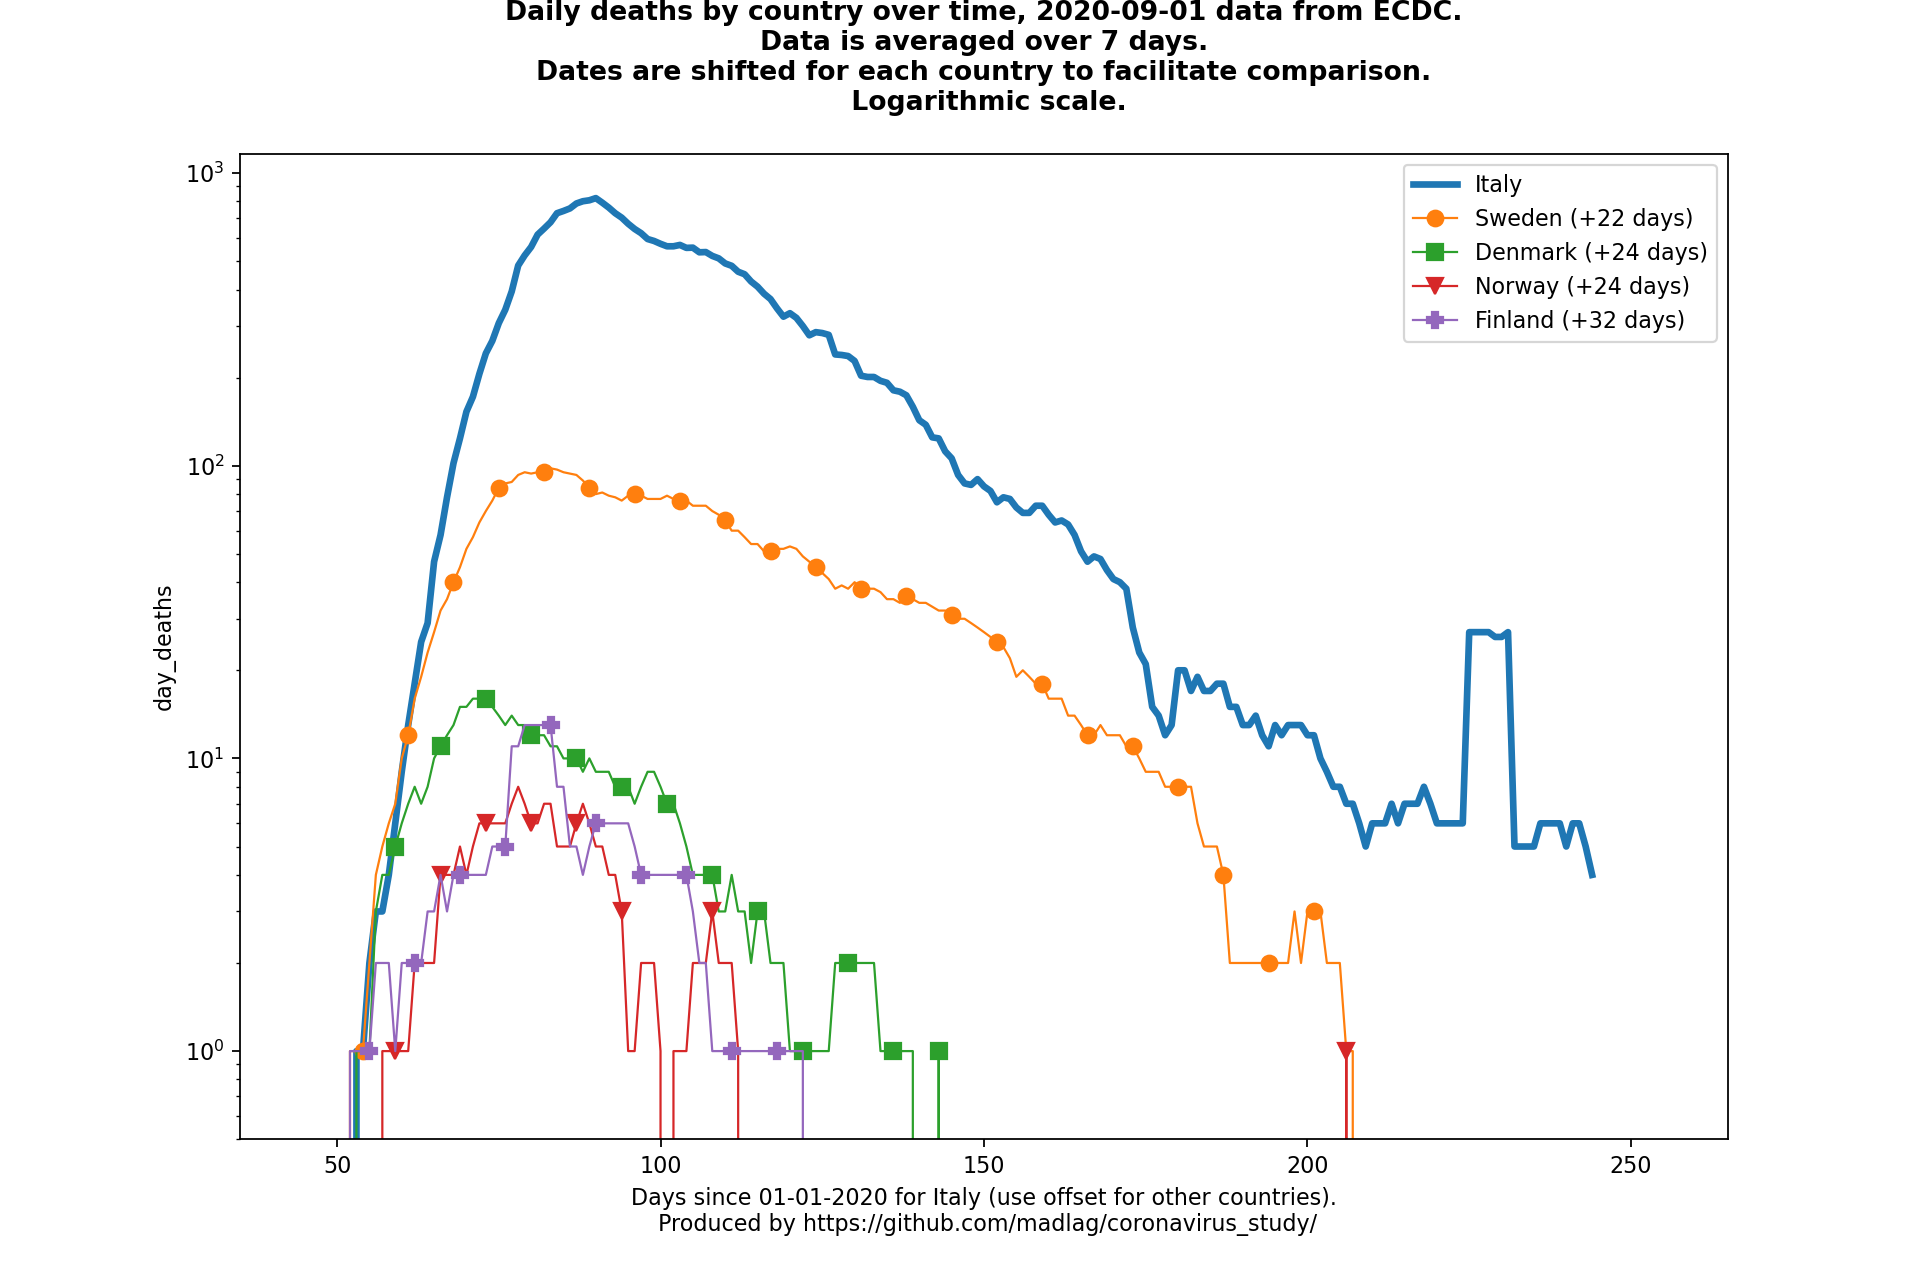 Daily deaths by country over time, 2020-09-01 data from ECDC.
Data is averaged over 7 days.
Dates are shifted for each country to facilitate comparison.
Logarithmic scale.
10³
10²
10¹
10⁰
day_deaths
Italy
Sweden (+22 days)
Denmark (+24 days)
Norway (+24 days)
Finland (+32 days)
50 100 150 200 250
Days since 01-01-2020 for Italy (use offset for other countries).
Produced by https://github.com/madlag/coronavirus_study/